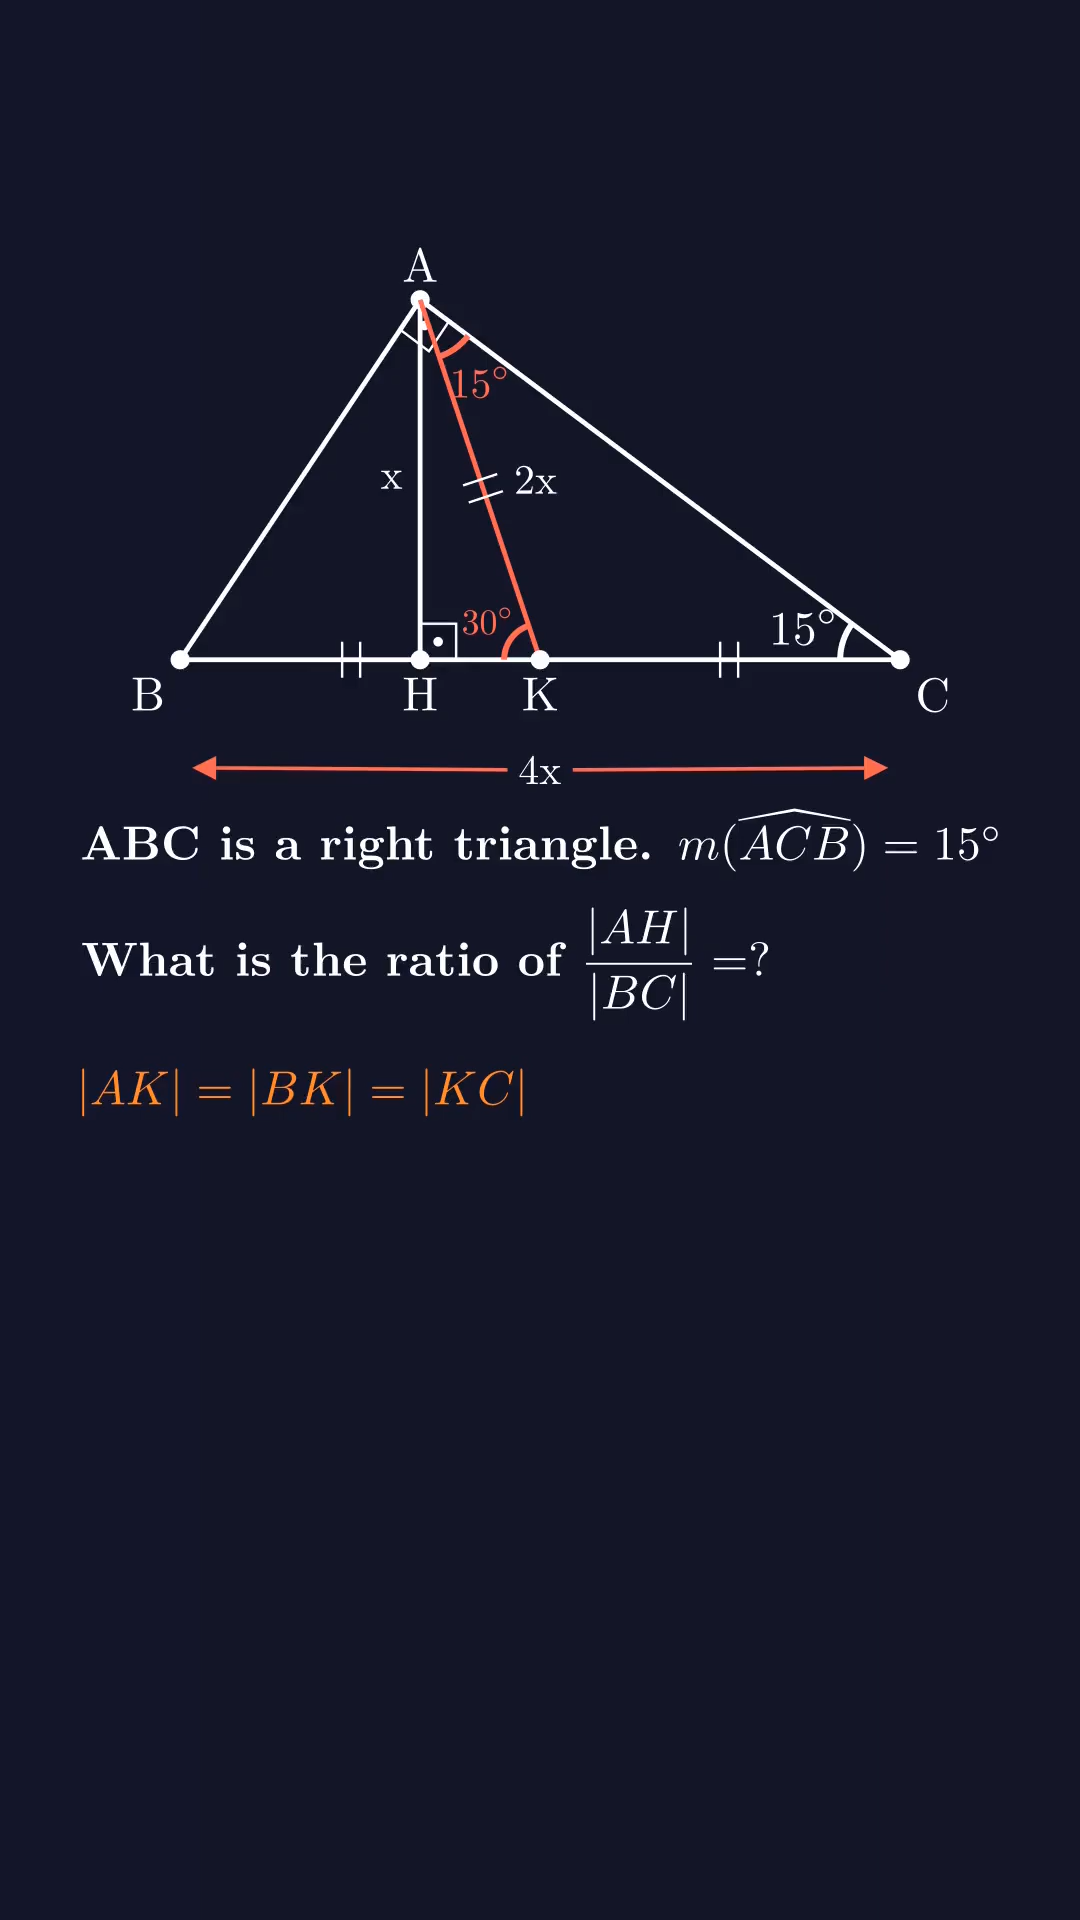 A
15°
x
2x
30°
15°
B
H
K
C
4x
ABC is a right triangle. m(\widehat{ACB}) = 15°
What is the ratio of |AH|/|BC| =?
|AK| = |BK| = |KC|